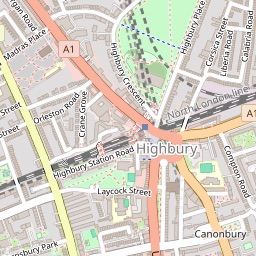 Madras Place
A1
Highbury Crescent
Highbury Place
Corsica Street
Liberia Road
Calabria Road
Orleston Road
Crane Grove
Street
North London Line
A1
Street
Highbury Station Road
Highbury
Compton Road
Laycock Street
Canonbury
Park